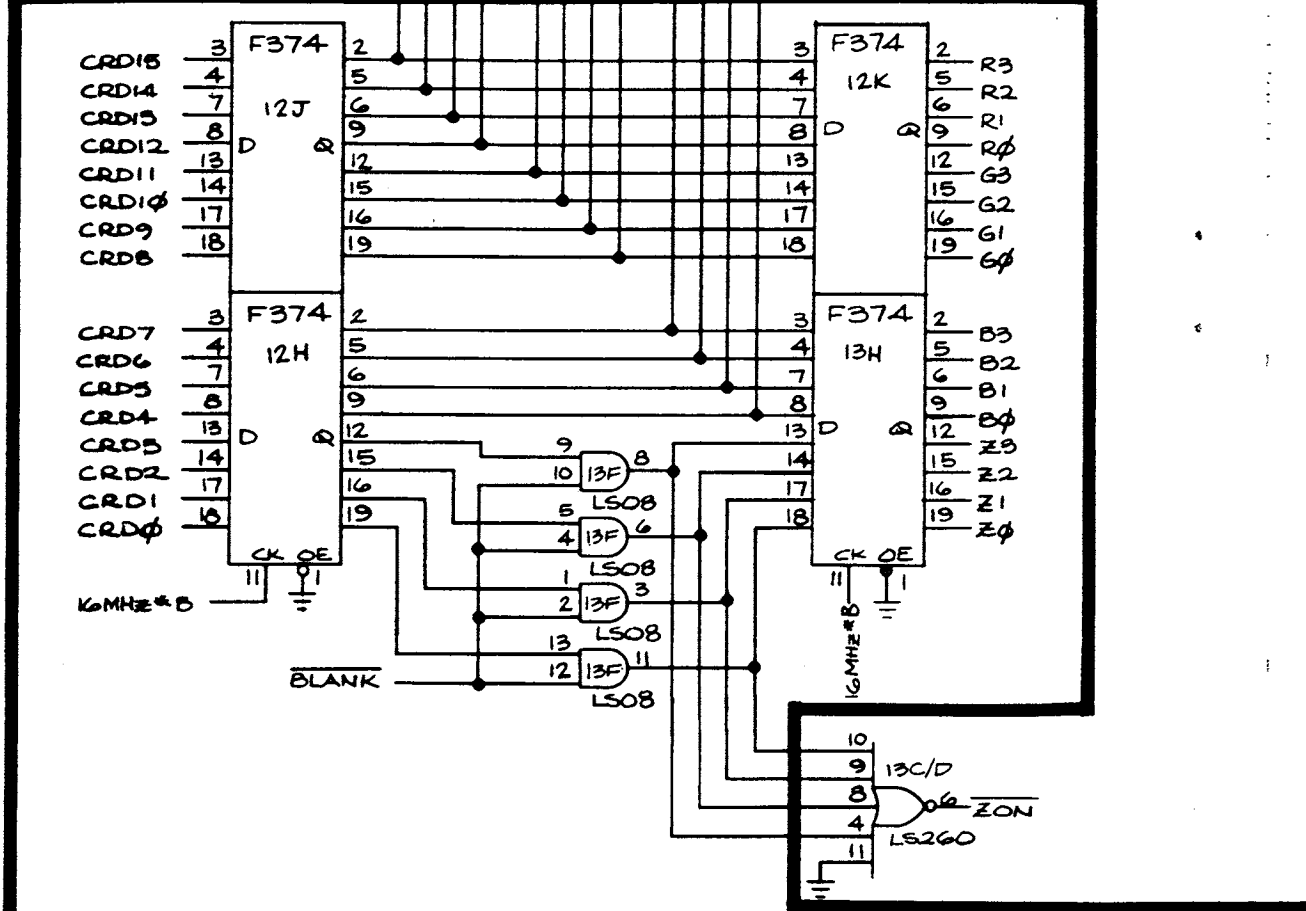 F374
F374
CRD15 3 2 3 2 R3
CRD14 4 5 4 5 R2
12J 12K
CRD13 7 6 7 6 R1
CRD12 8 D Q 9 8 D Q 9 RØ
CRD11 13 12 13 12 G3
CRD1Ø 14 15 14 15 G2
CRD9 17 16 17 16 G1
CRD8 18 19 18 19 GØ
F374
F374
CRD7 3 2 3 2 B3
CRD6 4 12H 5 4 13H 5 B2
CRD5 7 6 7 6 B1
CRD4 8 9 8 9 BØ
CRD3 13 D Q 12 13 D Q 12 Z3
CRD2 14 15 14 15 Z2
CRD1 17 16 17 16 Z1
CRDØ 18 19 18 19 ZØ
9 10 13F 8
LS08
5 4 13F 6
LS08
1 2 13F 3
LS08
13 12 13F 11
LS08
CK OE
11 1
16MHZ*B
CK OE
11 1
16MHZ*B
BLANK
10
9 13C/D
8 6 ZON
4 LS260
11